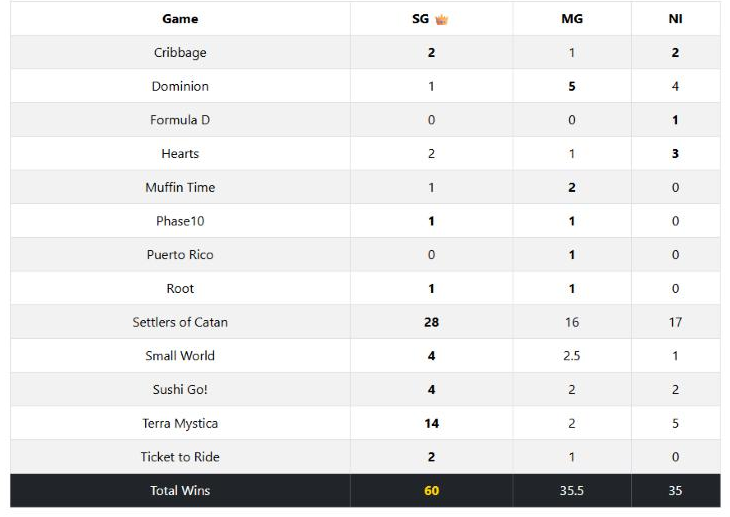 Game SG 👑 MG NI
Cribbage 2 1 2
Dominion 1 5 4
Formula D 0 0 1
Hearts 2 1 3
Muffin Time 1 2 0
Phase10 1 1 0
Puerto Rico 0 1 0
Root 1 1 0
Settlers of Catan 28 16 17
Small World 4 2.5 1
Sushi Go! 4 2 2
Terra Mystica 14 2 5
Ticket to Ride 2 1 0
Total Wins 60 35.5 35